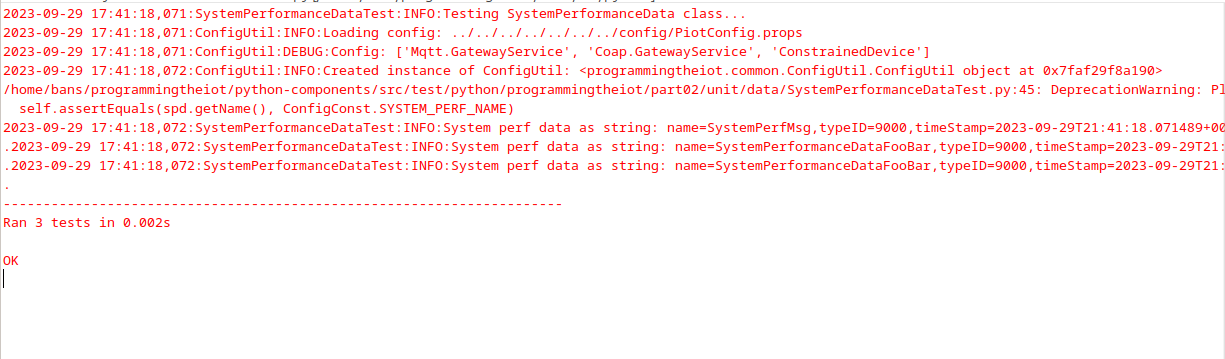 2023-09-29 17:41:18,071:SystemPerformanceDataTest:INFO:Testing SystemPerformanceData class...
2023-09-29 17:41:18,071:ConfigUtil:INFO:Loading config: ../../../../../../../config/PiotConfig.props
2023-09-29 17:41:18,071:ConfigUtil:DEBUG:Config: ['Mqtt.GatewayService', 'Coap.GatewayService', 'ConstrainedDevice']
2023-09-29 17:41:18,072:ConfigUtil:INFO:Created instance of ConfigUtil: <programmingtheiot.common.ConfigUtil.ConfigUtil object at 0x7faf29f8a190>
/home/bans/programmingtheiot/python-components/src/test/python/programmingtheiot/part02/unit/data/SystemPerformanceDataTest.py:45: DeprecationWarning: Pl
self.assertEquals(spd.getName(), ConfigConst.SYSTEM_PERF_NAME)
2023-09-29 17:41:18,072:SystemPerformanceDataTest:INFO:System perf data as string: name=SystemPerfMsg,typeID=9000,timeStamp=2023-09-29T21:41:18.071489+00
.2023-09-29 17:41:18,072:SystemPerformanceDataTest:INFO:System perf data as string: name=SystemPerformanceDataFooBar,typeID=9000,timeStamp=2023-09-29T21:
.2023-09-29 17:41:18,072:SystemPerformanceDataTest:INFO:System perf data as string: name=SystemPerformanceDataFooBar,typeID=9000,timeStamp=2023-09-29T21:
.
----------------------------------------------------------------------
Ran 3 tests in 0.002s
OK